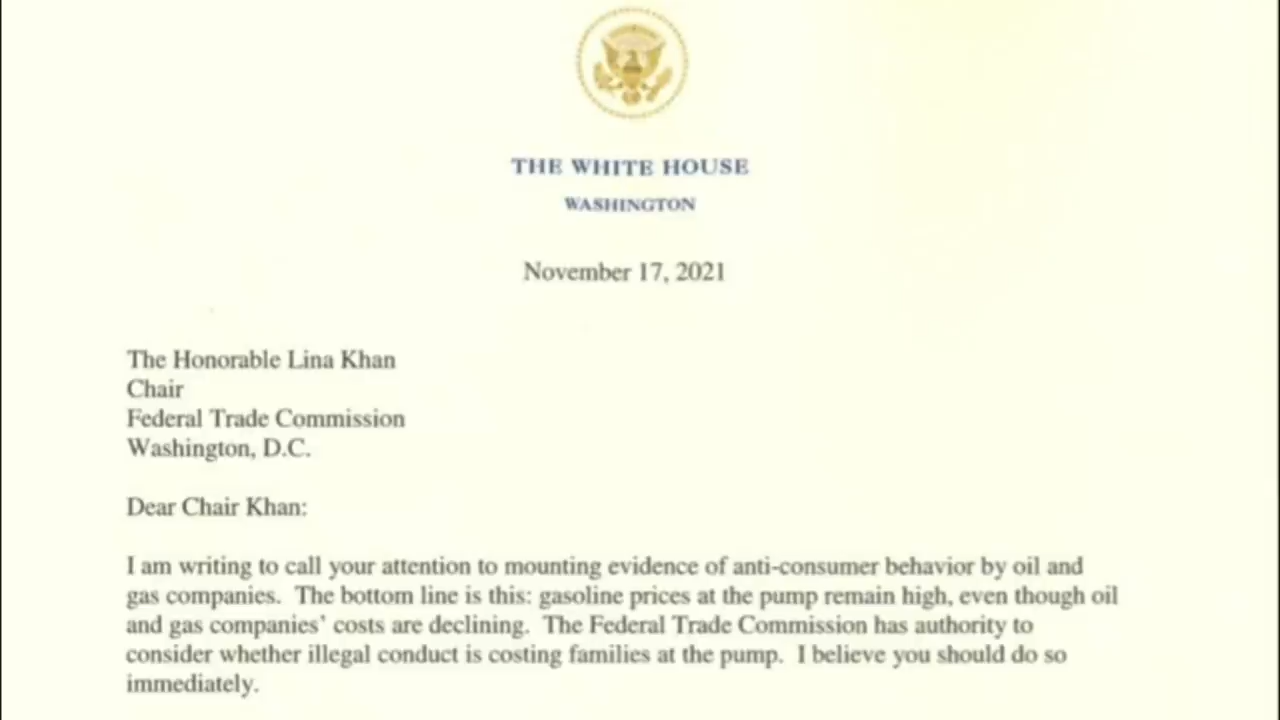 THE WHITE HOUSE
WASHINGTON
November 17, 2021
The Honorable Lina Khan
Chair
Federal Trade Commission
Washington, D.C.
Dear Chair Khan:
I am writing to call your attention to mounting evidence of anti-consumer behavior by oil and
gas companies.  The bottom line is this: gasoline prices at the pump remain high, even though oil
and gas companies’ costs are declining.  The Federal Trade Commission has authority to
consider whether illegal conduct is costing families at the pump.  I believe you should do so
immediately.